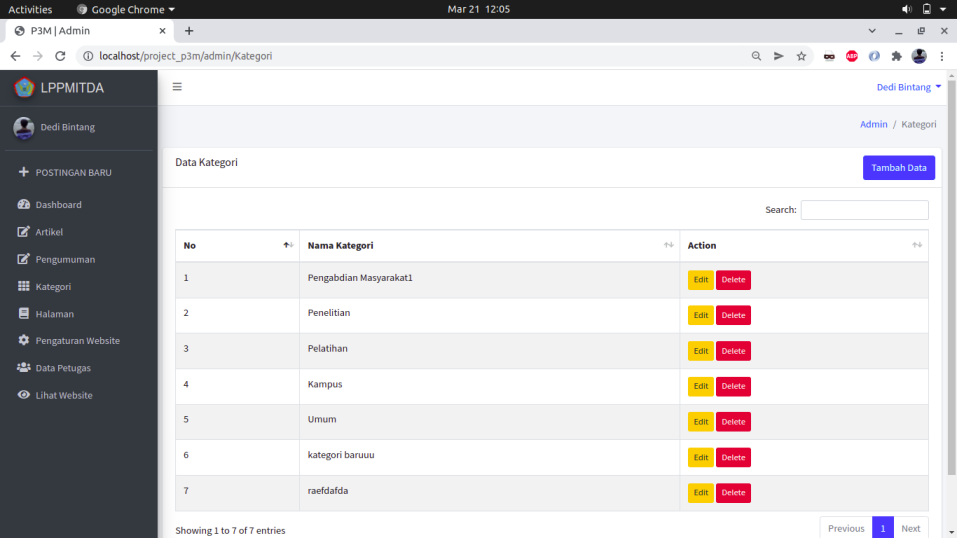 Activities Google Chrome Mar 21 12:05
P3M | Admin
localhost/project_p3m/admin/Kategori
ABP
LPPMITDA
Dedi Bintang
Dedi Bintang
Admin / Kategori
POSTINGAN BARU
Dashboard
Artikel
Pengumuman
Kategori
Halaman
Pengaturan Website
Data Petugas
Lihat Website
Data Kategori
Tambah Data
Search:
No Nama Kategori Action
1 Pengabdian Masyarakat1 Edit Delete
2 Penelitian Edit Delete
3 Pelatihan Edit Delete
4 Kampus Edit Delete
5 Umum Edit Delete
6 kategori baruuu Edit Delete
7 raefdafda Edit Delete
Showing 1 to 7 of 7 entries
Previous 1 Next